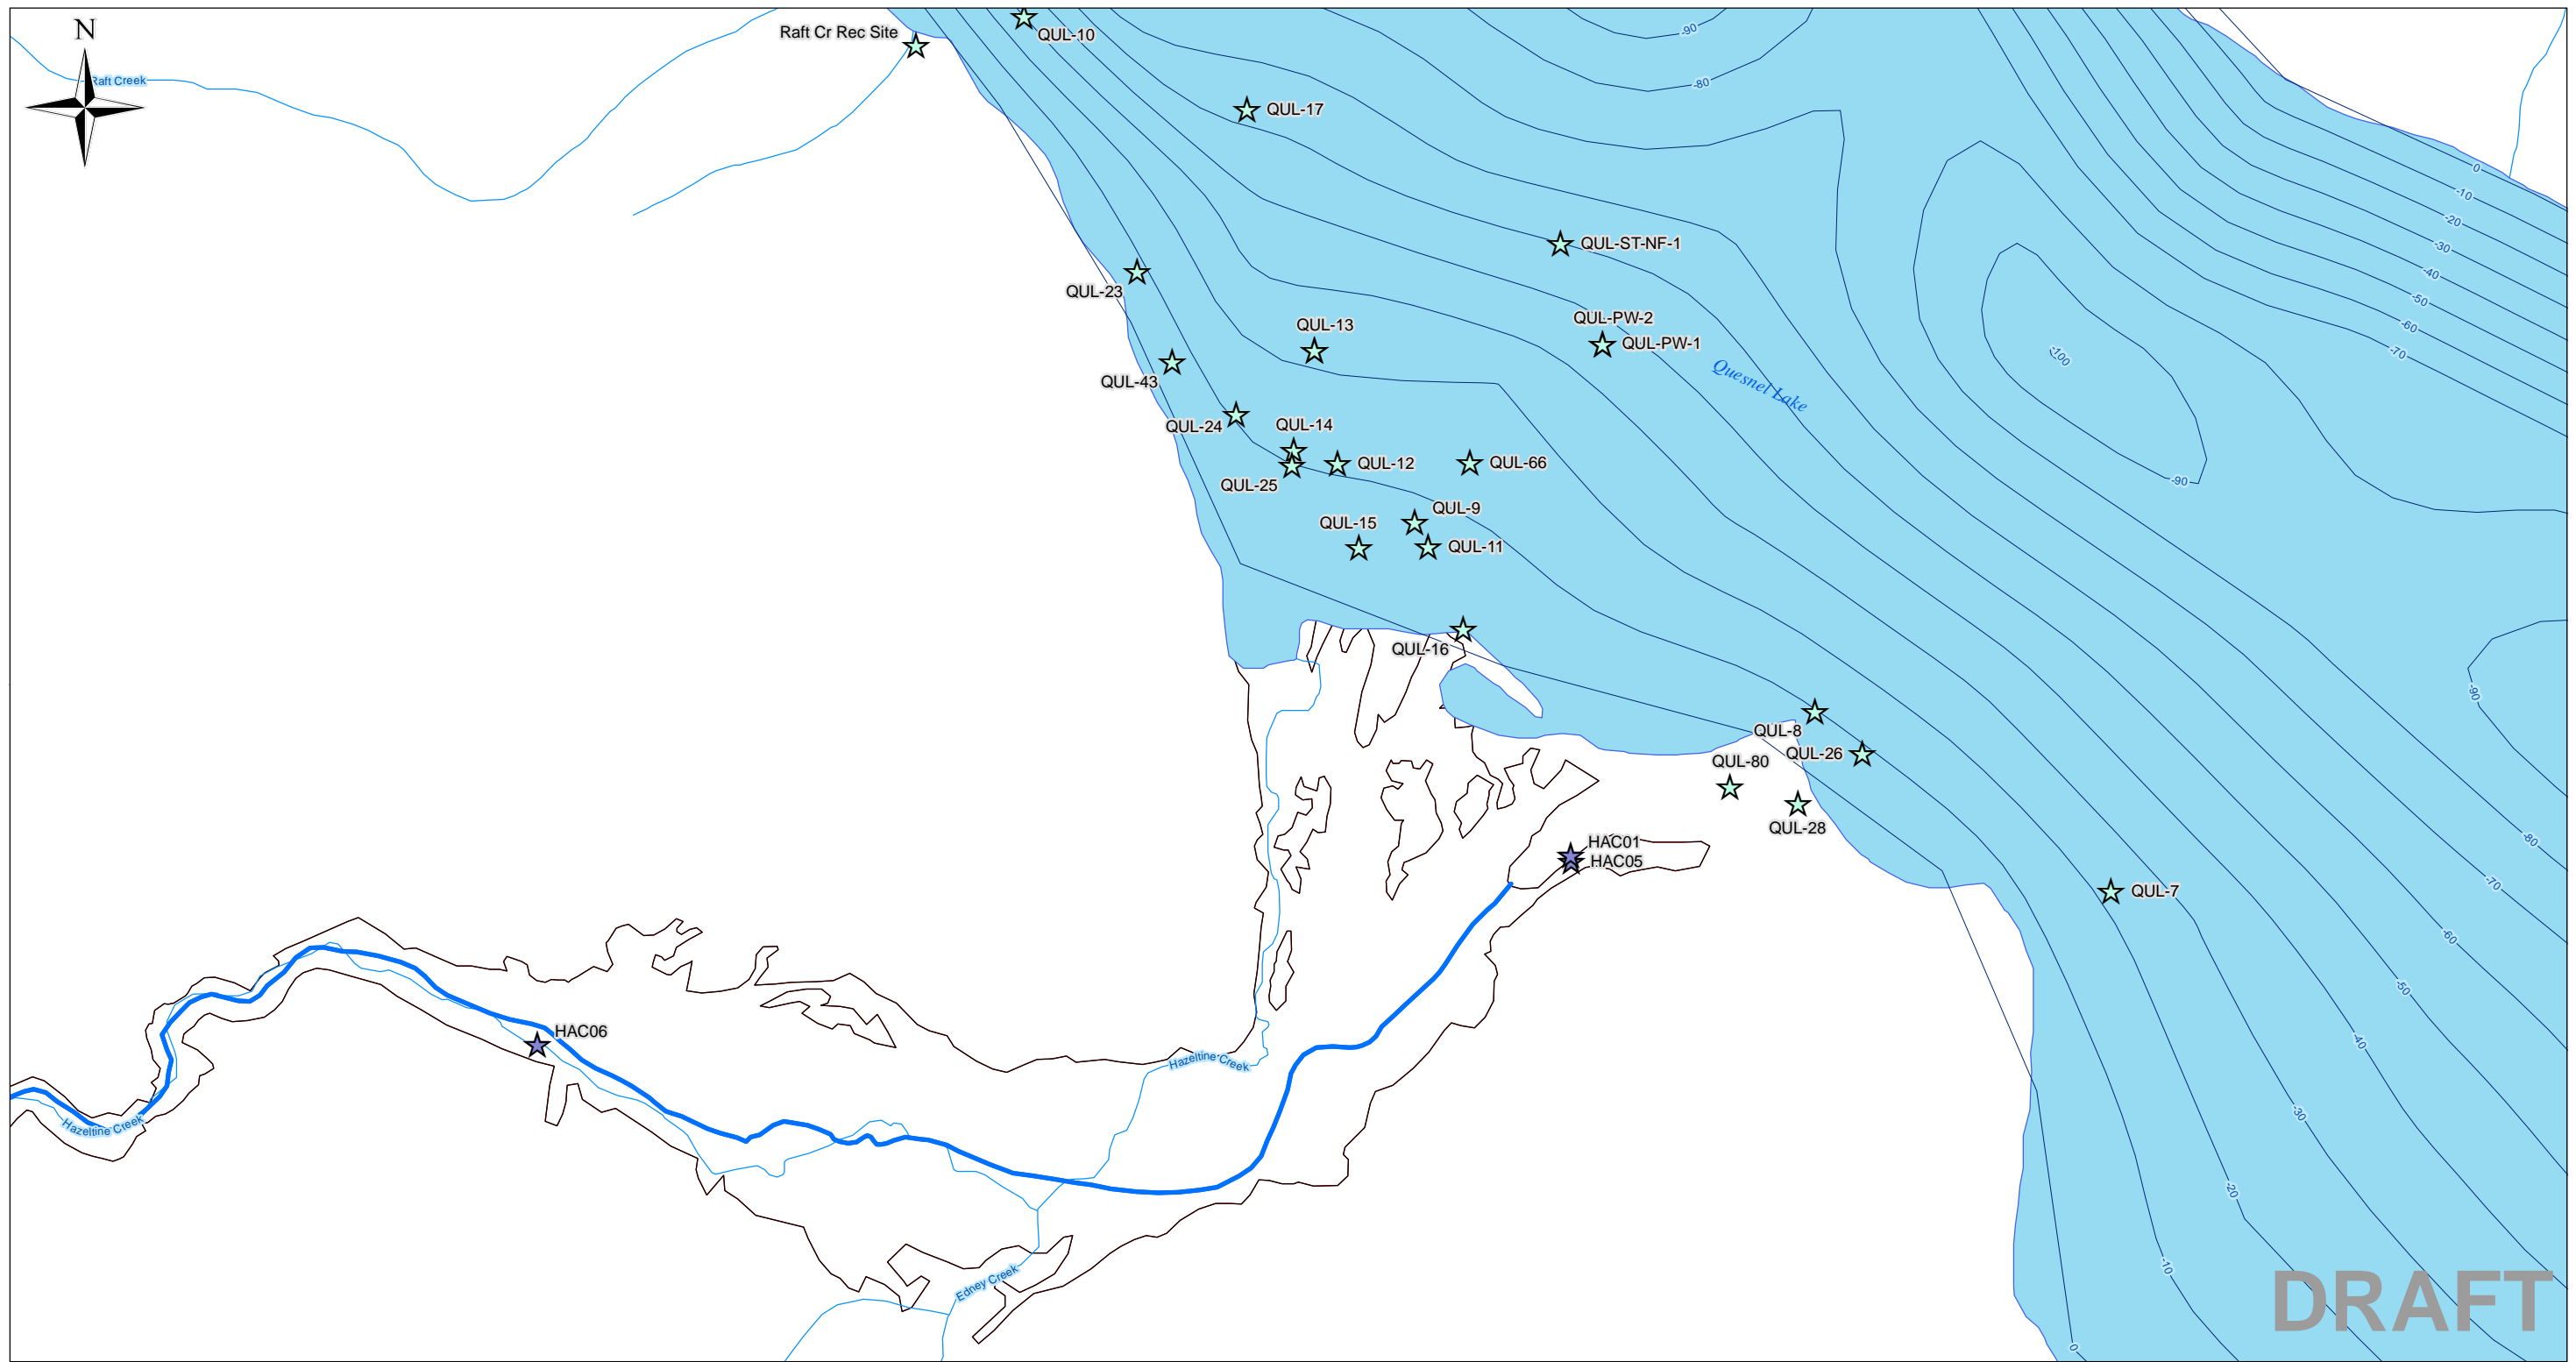 N
Raft Cr Rec Site
QUL-10
-90
Raft Creek
-80
QUL-17
0
-10
-20
QUL-ST-NF-1
-30
-40
QUL-23
-50
QUL-13
QUL-PW-2
-60
QUL-PW-1
-70
-100
QUL-43
Quesnel Lake
QUL-24
QUL-14
QUL-12
QUL-66
QUL-25
-90
QUL-9
QUL-15
QUL-11
QUL-16
-90
QUL-8
QUL-26
QUL-80
QUL-28
-80
HAC01
HAC05
-70
QUL-7
-60
-50
HAC06
-40
Hazeltine Creek
-30
Hazeltine Creek
-20
-10
Edney Creek
DRAFT
0